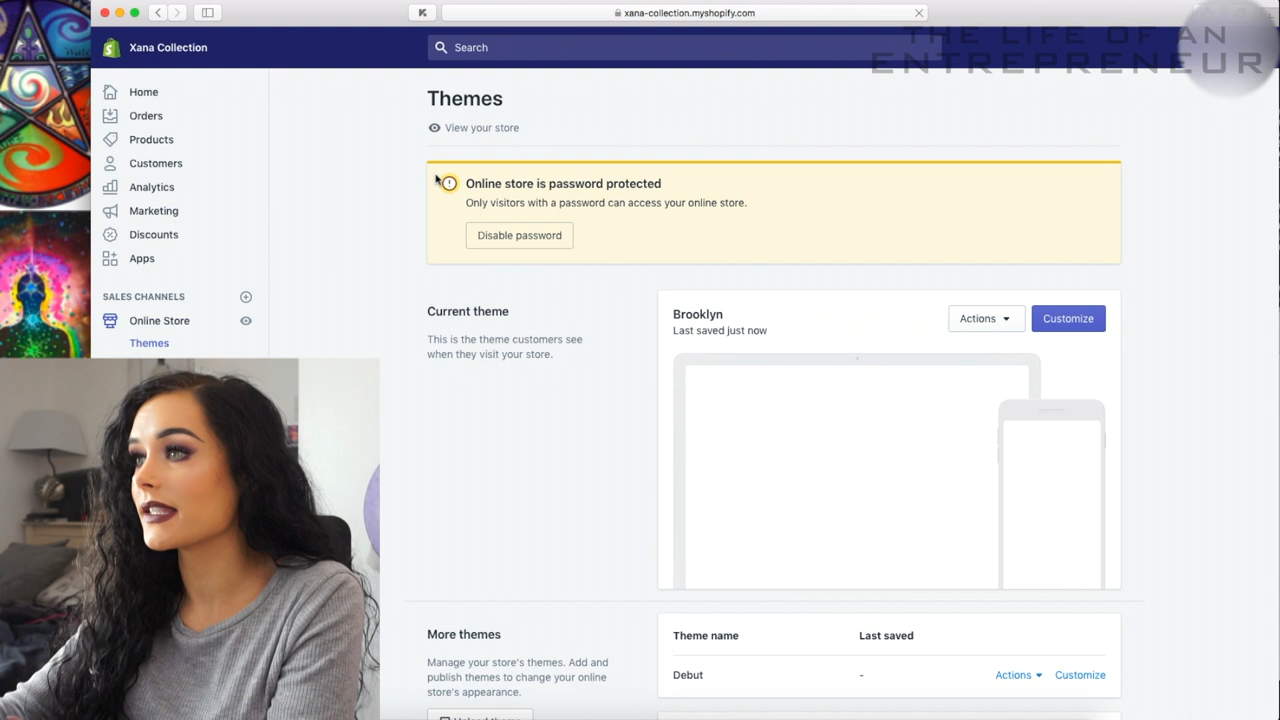 xana-collection.myshopify.com
THE LIFE OF AN
ENTREPRENEUR
Xana Collection
Search
Home
Orders
Products
Customers
Analytics
Marketing
Discounts
Apps
SALES CHANNELS
Online Store
Themes
Themes
View your store
Online store is password protected
Only visitors with a password can access your online store.
Disable password
Current theme
This is the theme customers see
when they visit your store.
Brooklyn
Last saved just now
Actions
Customize
More themes
Manage your store's themes. Add and
publish themes to change your online
store's appearance.
Theme name
Last saved
Debut
-
Actions
Customize